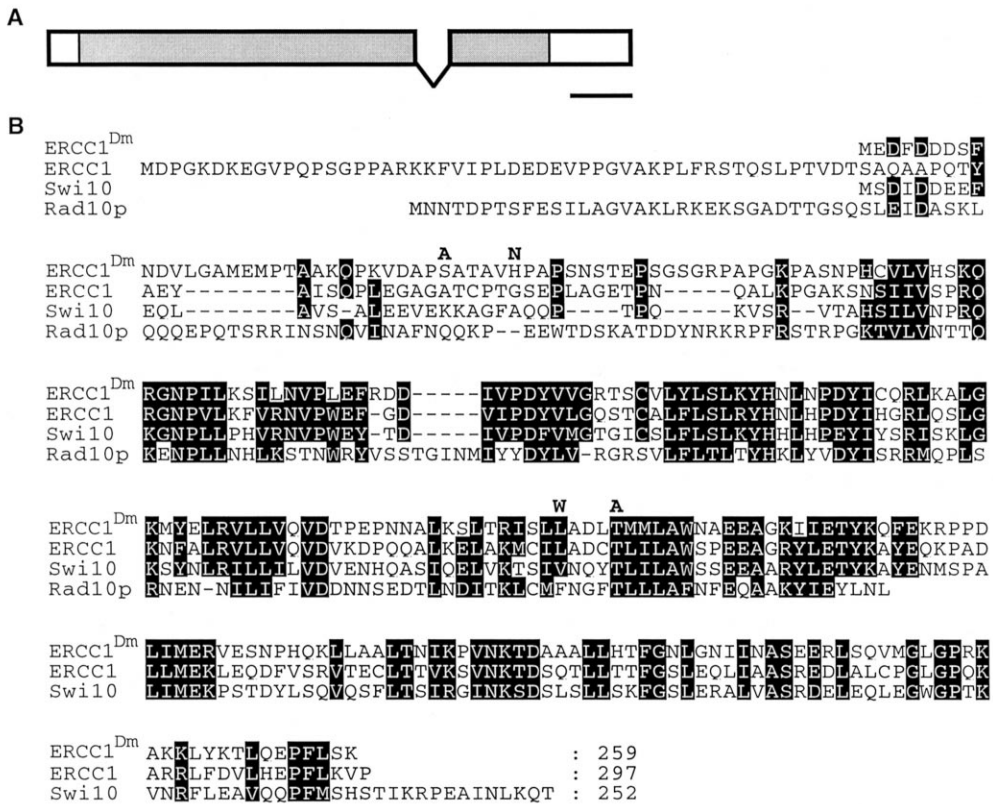 A
B
ERCC1Dm MEDFDDDSF
ERCC1 MDPGKDKEGVPQPSGPPARKKFVIPLDEDEVPPGVAKPLFRSTQSLPTVDTSAQAAPQTY
Swi10 MSDIDDEEF
Rad10p MNNTDPTSFESILAGVAKLRKEKSGADTTGSQSLEIDASKL
A N
ERCC1Dm NDVLGAMEMPTAAKQPKVDAPSATAVHPAPSNSTEPSGSGRPAPGKPASNPHCVLVHSKQ
ERCC1 AEY--------AISQPLEGAGATCPTGSEPLAGETPN-----QALKPGAKSNSIIVSPRQ
Swi10 EQL--------AVS-ALEEVEKKAGFAQQP----TPQ-----KVSR--VTAHSILVNPRQ
Rad10p QQQEPQTSRRINSNQVINAFNQQKP--EEWTDSKATDDYNRKRPFRSTRPGKTVLVNTTQ
ERCC1Dm RGNPILKSILNVPLEFRDD-----IVPDYVVGRTSCVLYLSLKYHNLNPDYICQRLKALG
ERCC1 RGNPVLKFVRNVPWEF-GD-----VIPDYVLGQSTCALFLSLRYHNLHPDYIHGRLQSLG
Swi10 KGNPLLPHVRNVPWEY-TD-----IVPDFVMGTGICSLFLSLKYHHLHPEYIYSRISKLG
Rad10p KENPLLNHLKSTNWRYVSSTGINMIYYDYLV-RGRSVLFLTLTYHKLYVDYISRRMQPLS
W A
ERCC1Dm KMYELRVLLVQVDTPEPNNALKSLTRISLLADLTMMLAWNAEEAGKIIETYKQFEKRPPD
ERCC1 KNFALRVLLVQVDVKDPQQALKELAKMCILADCTLILAWSPEEAGRYLETYKAYEQKPAD
Swi10 KSYNLRILLILVDVENHQASIQELVKTSIVNQYTLILAWSSEEAARYLETYKAYENMSPA
Rad10p RNEN-NILIFIVDDNNSEDTLNDITKLCMFNGFTLLLAFNFEQAAKYIEYLNL
ERCC1Dm LIMERVESNPHQKLLAALTNIKPVNKTDAAALLHTFGNLGNIINASEERLSQVMGLGPRK
ERCC1 LLMEKLEQDFVSRVTECLTTVKSVNKTDSQTLLTTFGSLEQLIAASREDLALCPGLGPQK
Swi10 LIMEKPSTDYLSQVQSFLTSIRGINKSDSLSLLSKFGSLERALVASRDELEQLEGWGPTK
ERCC1Dm AKKLYKTLQEPFLSK : 259
ERCC1 ARRLFDVLHEPFLKVP : 297
Swi10 VNRFLEAVQQPFMSHSTIKRPEAINLKQT : 252